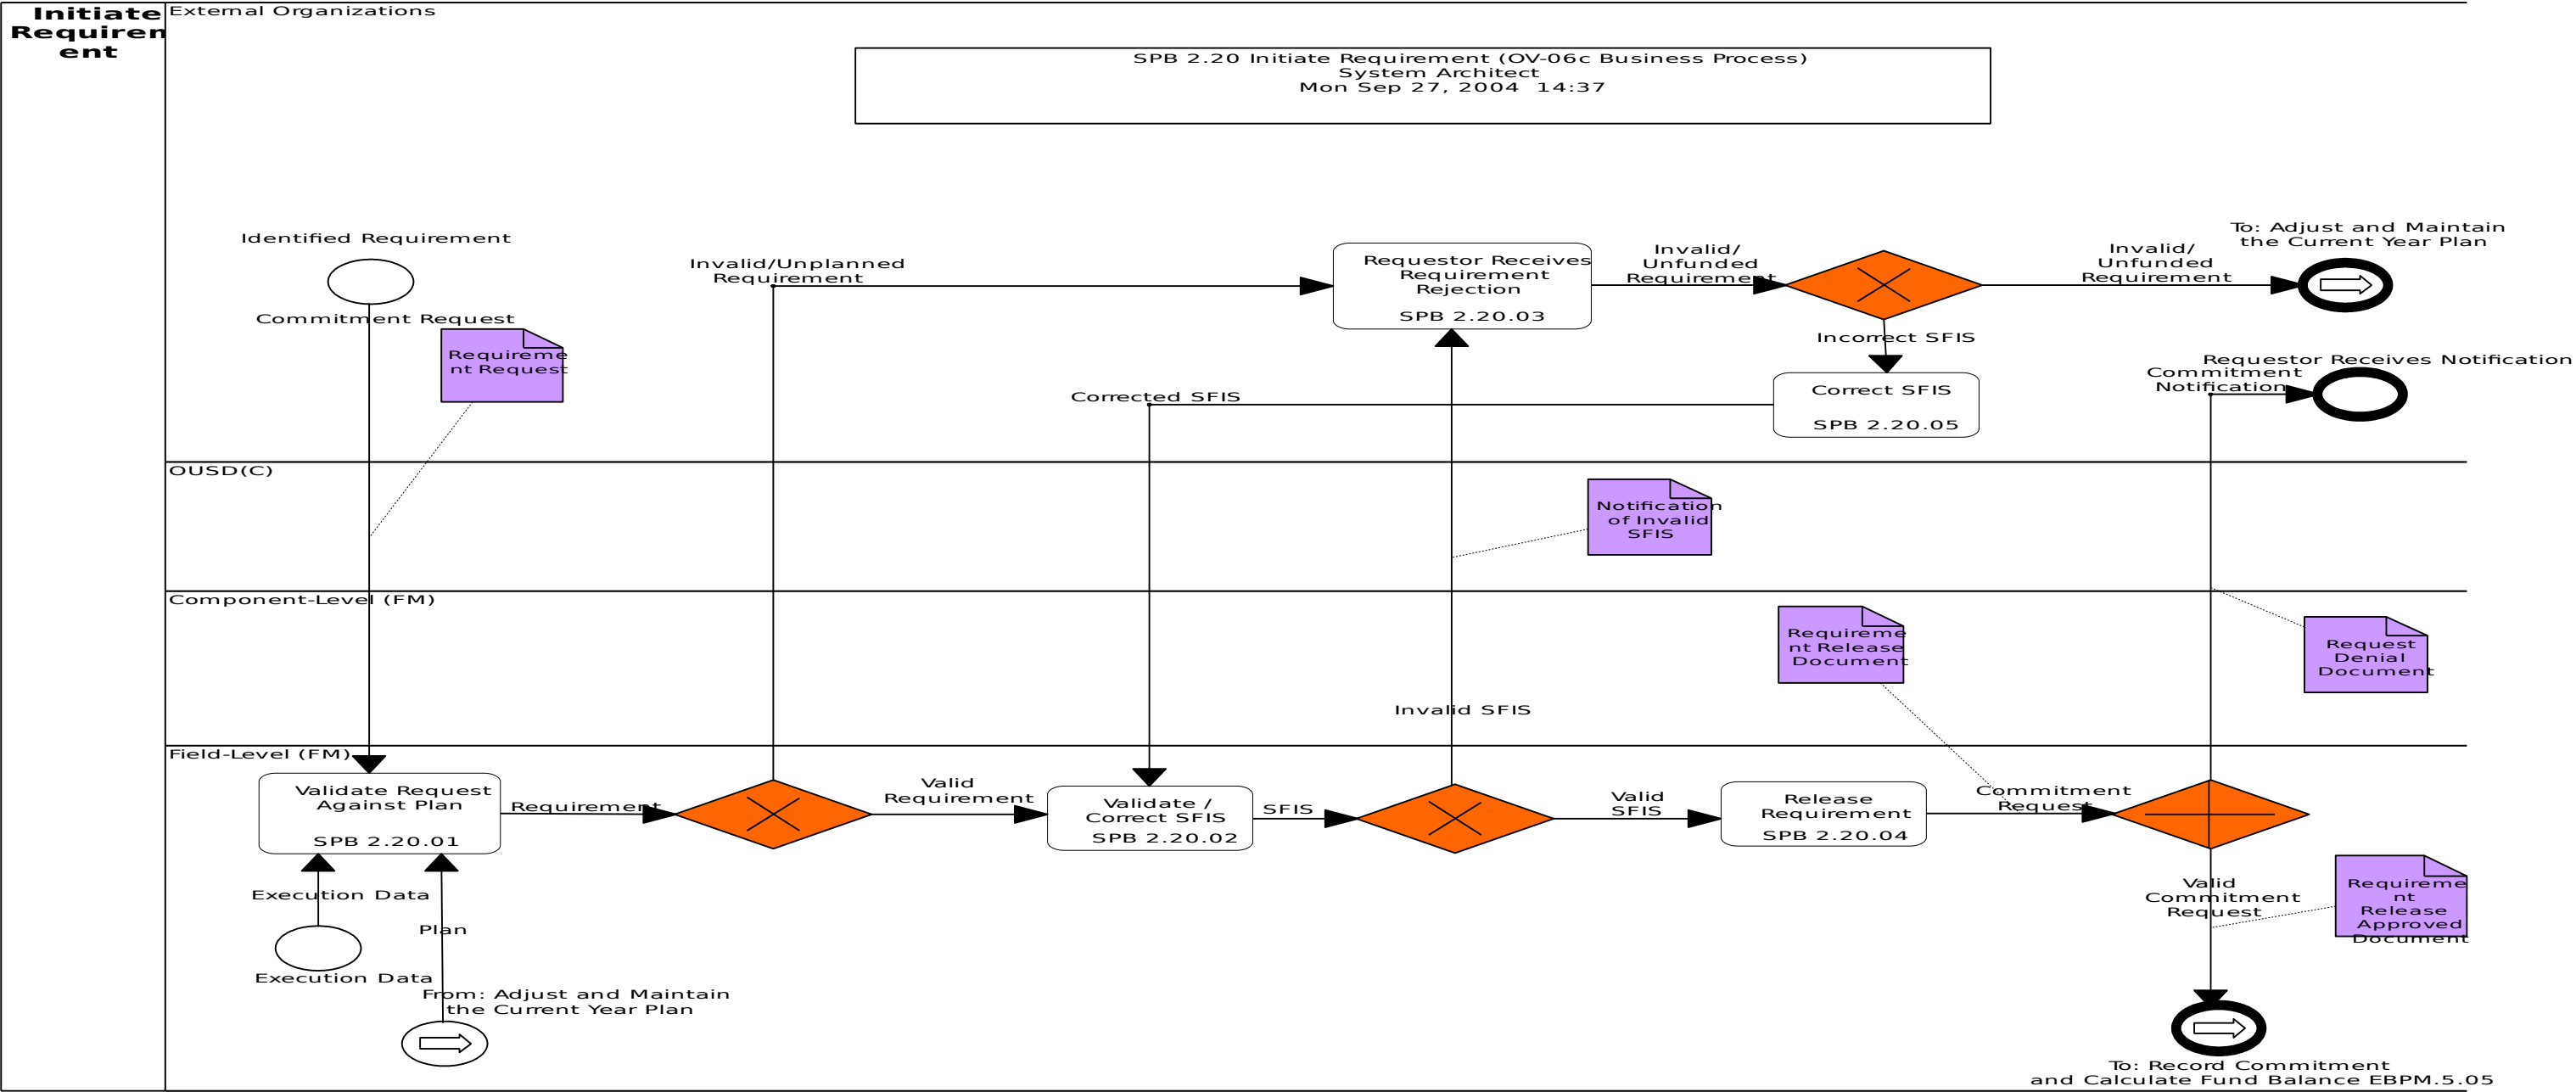 Initiate
Requirem
ent
External Organizations
SPB 2.20 Initiate Requirement (OV-06c Business Process)
System Architect
Mon Sep 27, 2004  14:37
Identified Requirement
Commitment Request
Requireme
nt Request
Invalid/Unplanned
Requirement
Requestor Receives
Requirement
Rejection
SPB 2.20.03
Invalid/
Unfunded
Requirement
Invalid/
Unfunded
Requirement
To: Adjust and Maintain
the Current Year Plan
Incorrect SFIS
Correct SFIS
SPB 2.20.05
Corrected SFIS
Requestor Receives Notification
Commitment
Notification
OUSD(C)
Notification
of Invalid
SFIS
Component-Level (FM)
Requireme
nt Release
Document
Request
Denial
Document
Invalid SFIS
Field-Level (FM)
Validate Request
Against Plan
SPB 2.20.01
Requirement
Valid
Requirement
Validate /
Correct SFIS
SPB 2.20.02
SFIS
Valid
SFIS
Release
Requirement
SPB 2.20.04
Commitment
Request
Execution Data
Execution Data
Plan
From: Adjust and Maintain
the Current Year Plan
Valid
Commitment
Request
Requireme
nt
Release
Approved
Document
To: Record Commitment
and Calculate Fund Balance EBPM.5.05